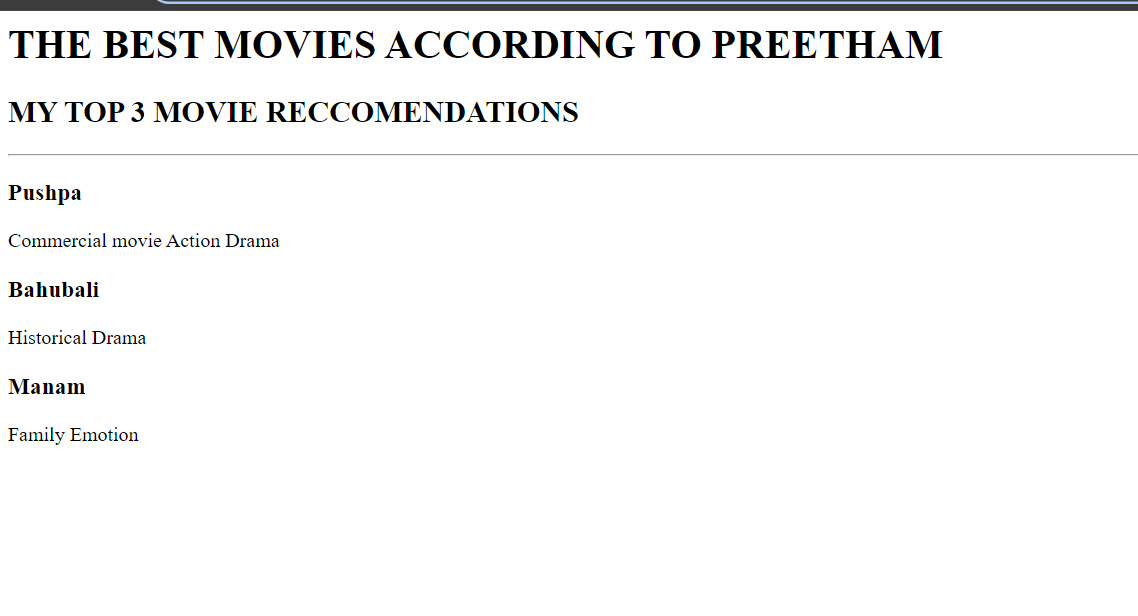 THE BEST MOVIES ACCORDING TO PREETHAM
MY TOP 3 MOVIE RECCOMENDATIONS
Pushpa
Commercial movie Action Drama
Bahubali
Historical Drama
Manam
Family Emotion